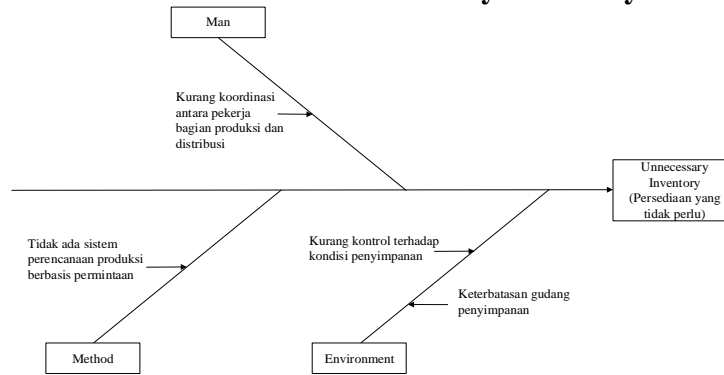 Man
Kurang koordinasi
antara pekerja
bagian produksi dan
distribusi
Unnecessary
Inventory
(Persediaan yang
tidak perlu)
Tidak ada sistem
perencanaan produksi
berbasis permintaan
Kurang kontrol terhadap
kondisi penyimpanan
Keterbatasan gudang
penyimpanan
Method
Environment